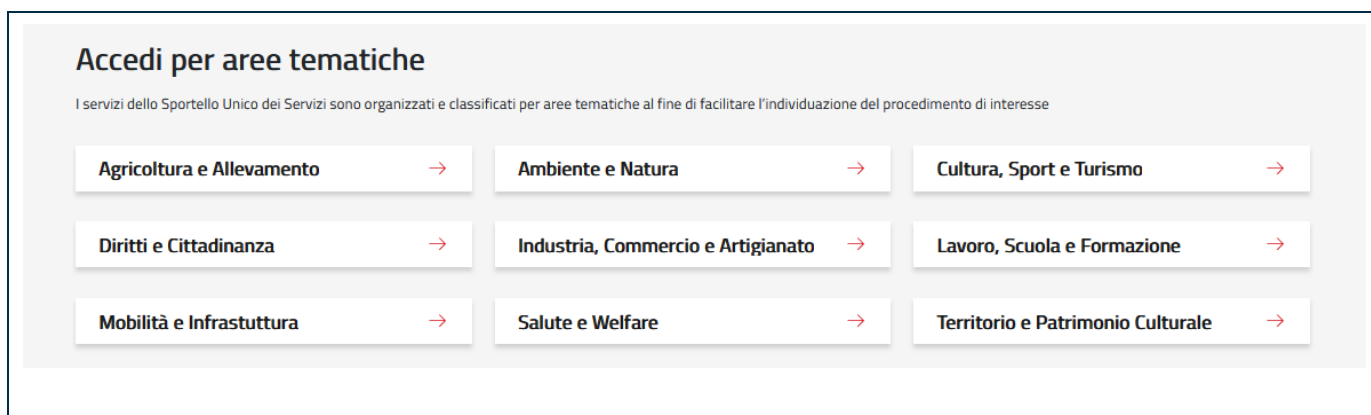 Accedi per aree tematiche
I servizi dello Sportello Unico dei Servizi sono organizzati e classificati per aree tematiche al fine di facilitare l'individuazione del procedimento di interesse
Agricoltura e Allevamento
Ambiente e Natura
Cultura, Sport e Turismo
Diritti e Cittadinanza
Industria, Commercio e Artigianato
Lavoro, Scuola e Formazione
Mobilità e Infrastuttura
Salute e Welfare
Territorio e Patrimonio Culturale